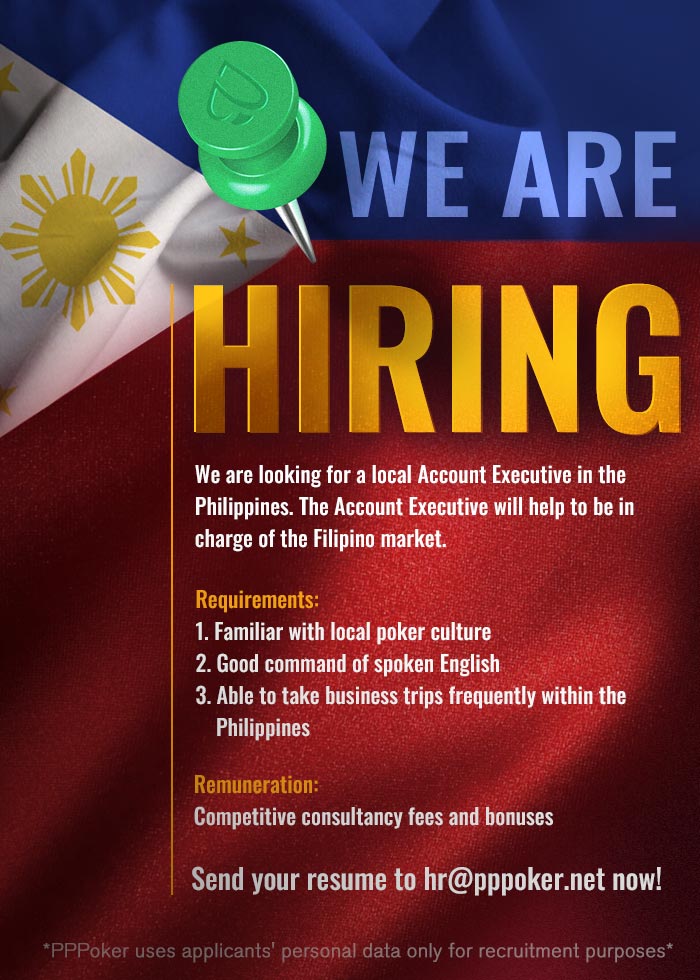 WE ARE
HIRING
We are looking for a local Account Executive in the
Philippines. The Account Executive will help to be in
charge of the Filipino market.
Requirements:
1. Familiar with local poker culture
2. Good command of spoken English
3. Able to take business trips frequently within the
Philippines
Remuneration:
Competitive consultancy fees and bonuses
Send your resume to hr@pppoker.net now!
*PPPoker uses applicants' personal data only for recruitment purposes*